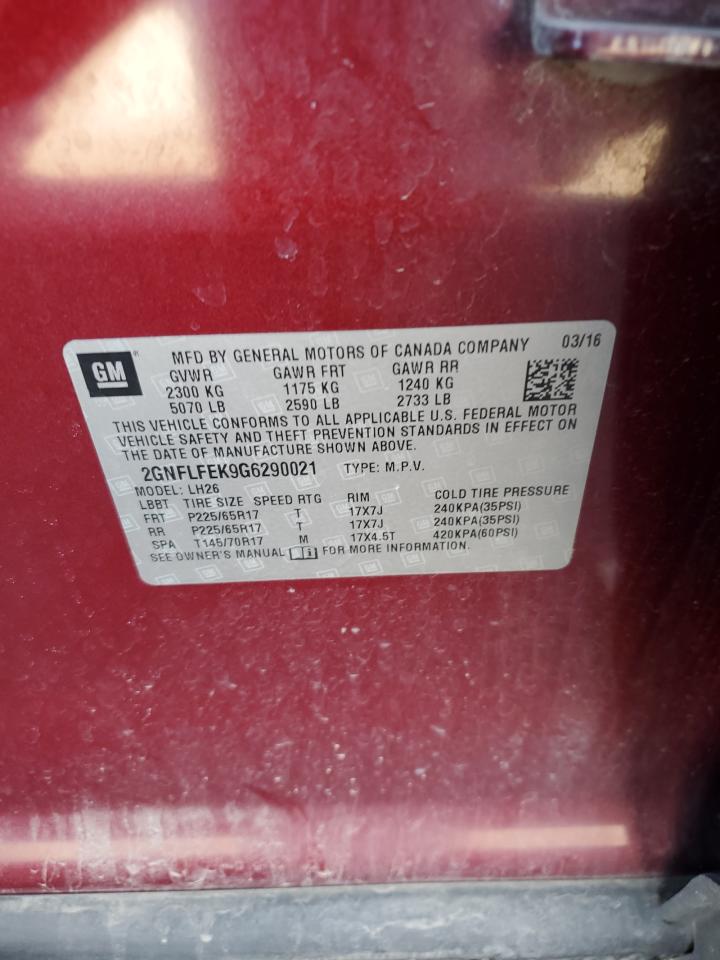 GM ® MFD BY GENERAL MOTORS OF CANADA COMPANY 03/16
GVWR GAWR FRT GAWR RR
2300 KG 1175 KG 1240 KG
5070 LB 2590 LB 2733 LB
THIS VEHICLE CONFORMS TO ALL APPLICABLE U.S. FEDERAL MOTOR
VEHICLE SAFETY AND THEFT PREVENTION STANDARDS IN EFFECT ON
THE DATE OF MANUFACTURE SHOWN ABOVE.
2GNFLFEK9G6290021 TYPE: M.P.V.
MODEL: LH26
LBBT TIRE SIZE SPEED RTG RIM COLD TIRE PRESSURE
FRT P225/65R17 T 17X7J 240KPA(35PSI)
RR P225/65R17 T 17X7J 240KPA(35PSI)
SPA T145/70R17 M 17X4.5T 420KPA(60PSI)
SEE OWNER'S MANUAL i FOR MORE INFORMATION.